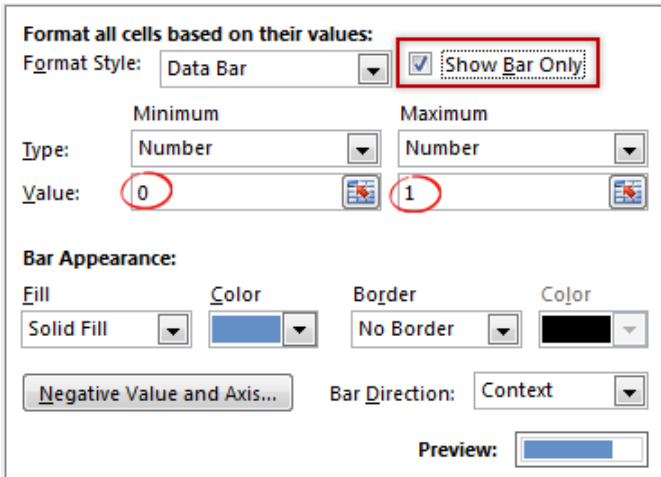 Format all cells based on their values:
Format Style: Data Bar Show Bar Only
Minimum Maximum
Type: Number Number
Value: 0 1
Bar Appearance:
Fill Color Border Color
Solid Fill No Border
Negative Value and Axis... Bar Direction: Context
Preview: